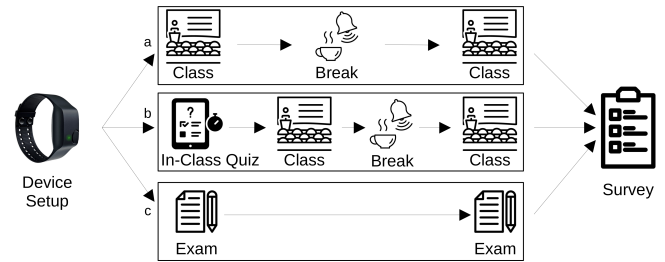 a
Class
Break
Class
b
In-Class Quiz
Class
Break
Class
Device
Setup
Survey
c
Exam
Exam